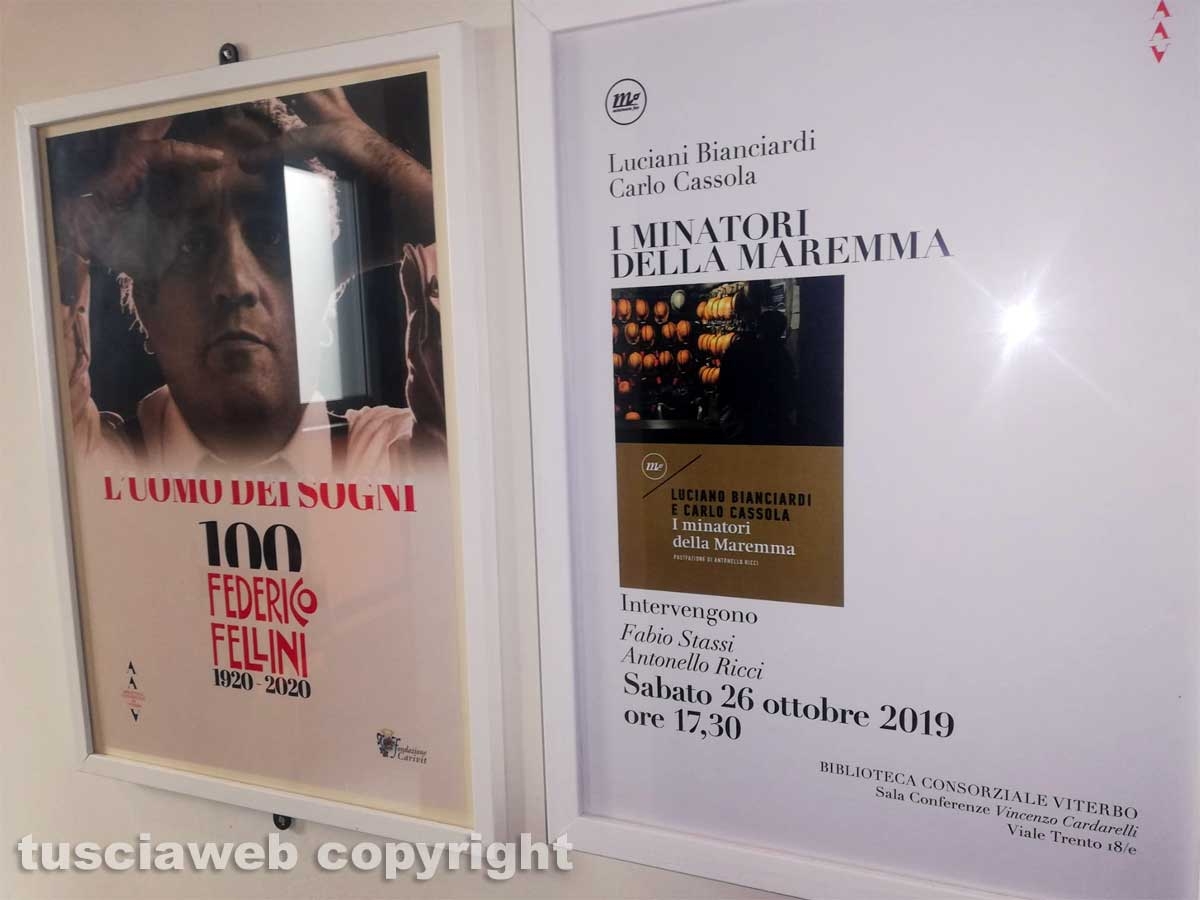 L'UOMO DEI SOGNI
100
FEDERICO
FELLINI
1920-2020
Fondazione
Carivit
Luciani Bianciardi
Carlo Cassola
I MINATORI
DELLA MAREMMA
LUCIANO BIANCIARDI
E CARLO CASSOLA
I minatori
della Maremma
POSTFAZIONE DI ANTONELLO RICCI
Intervengono
Fabio Stassi
Antonello Ricci
Sabato 26 ottobre 2019
ore 17,30
BIBLIOTECA CONSORZIALE VITERBO
Sala Conferenze Vincenzo Cardarelli
Viale Trento 18/e
tusciaweb copyright ©